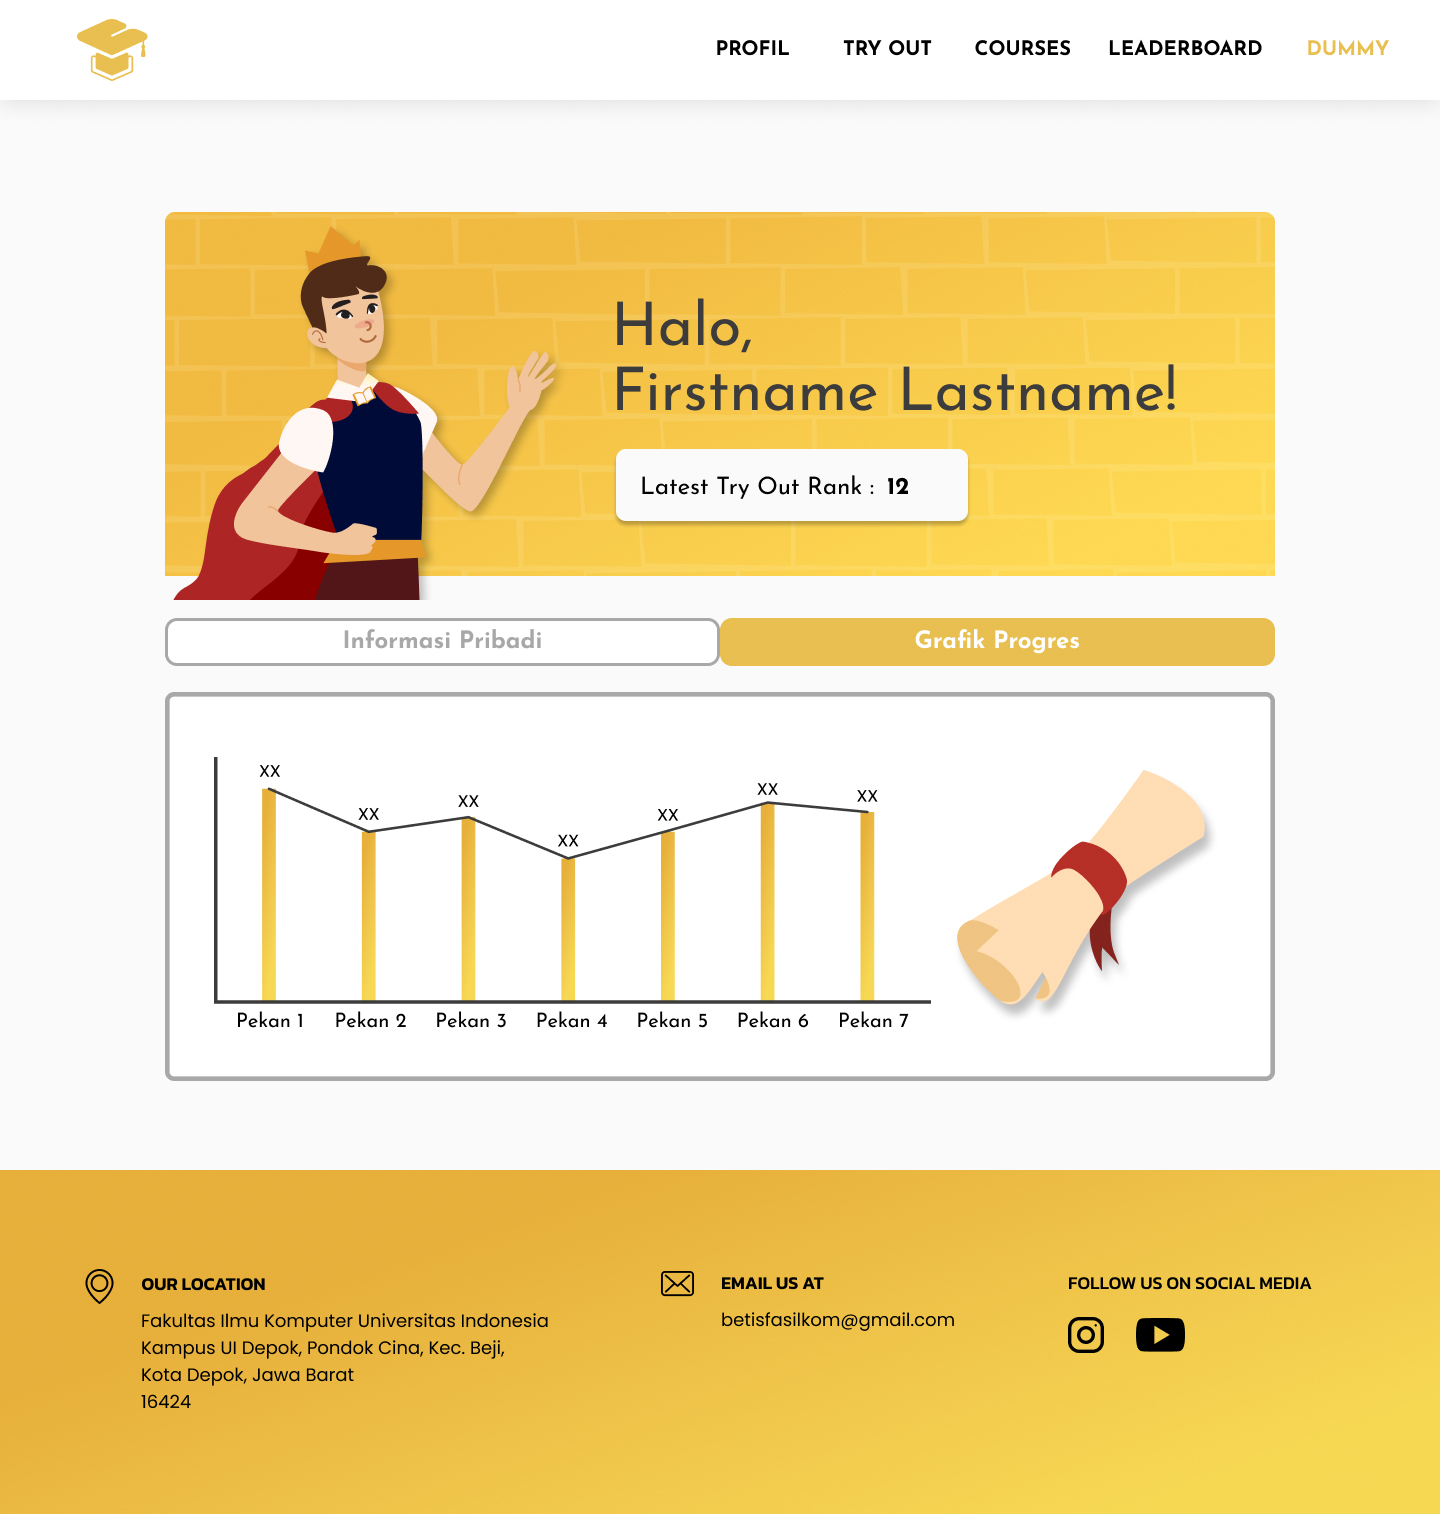 PROFIL TRY OUT COURSES LEADERBOARD DUMMY
Halo,
Firstname Lastname!
Latest Try Out Rank : 12
Informasi Pribadi
Grafik Progres
XX
XX
XX
XX
XX
XX
XX
Pekan 1 Pekan 2 Pekan 3 Pekan 4 Pekan 5 Pekan 6 Pekan 7
OUR LOCATION
Fakultas Ilmu Komputer Universitas Indonesia
Kampus UI Depok, Pondok Cina, Kec. Beji,
Kota Depok, Jawa Barat
16424
EMAIL US AT
betisfasilkom@gmail.com
FOLLOW US ON SOCIAL MEDIA